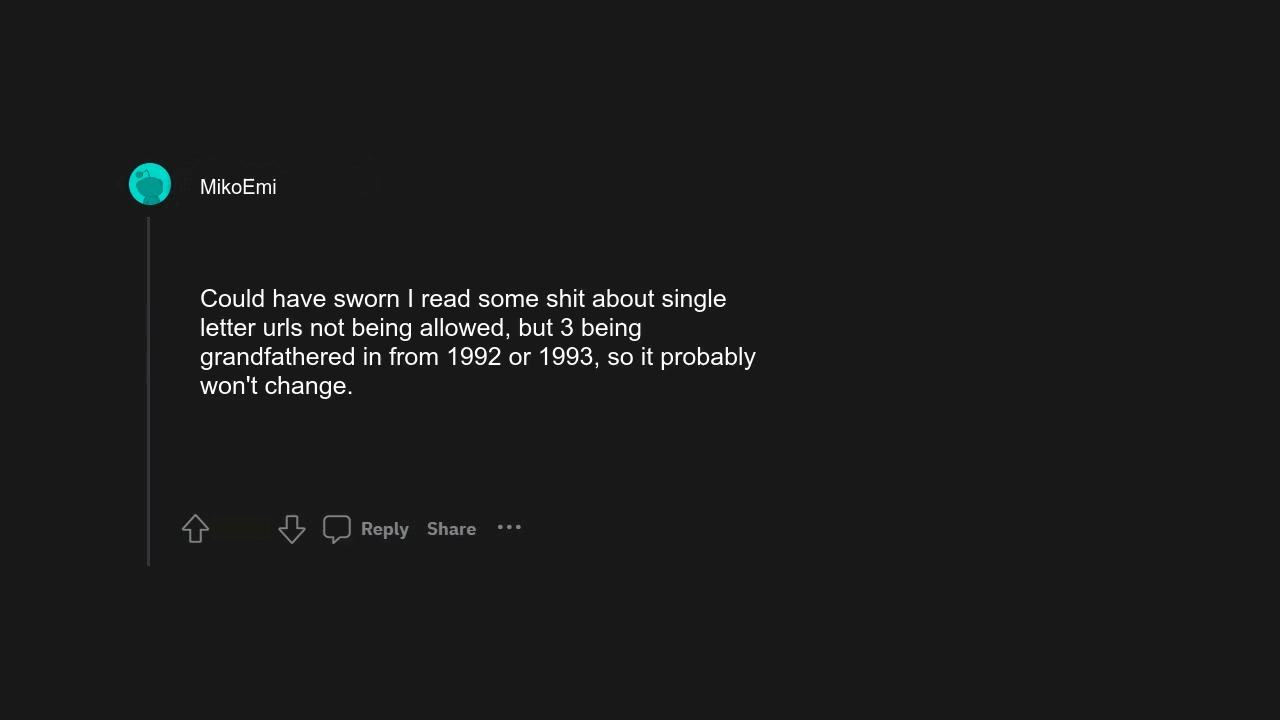 MikoEmi
Could have sworn I read some shit about single
letter urls not being allowed, but 3 being
grandfathered in from 1992 or 1993, so it probably
won't change.
Reply Share